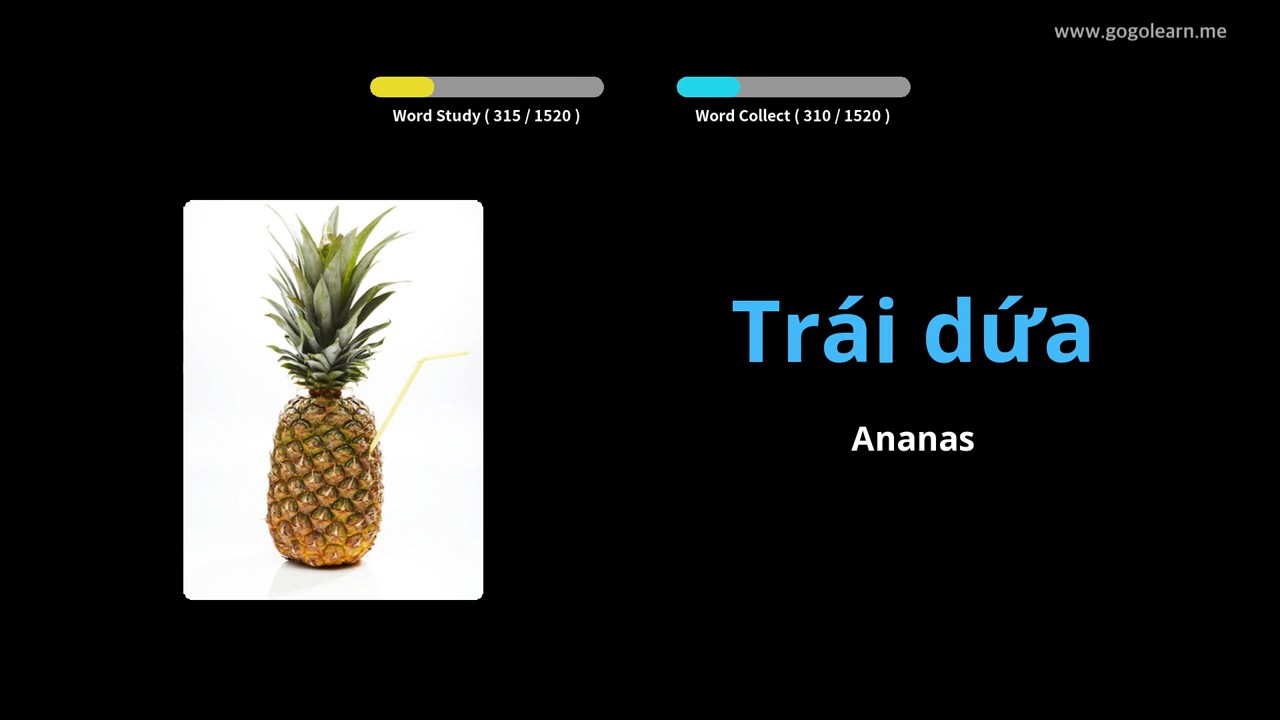 www.gogolearn.me
Word Study ( 315 / 1520 )
Word Collect ( 310 / 1520 )
Trái dứa
Ananas